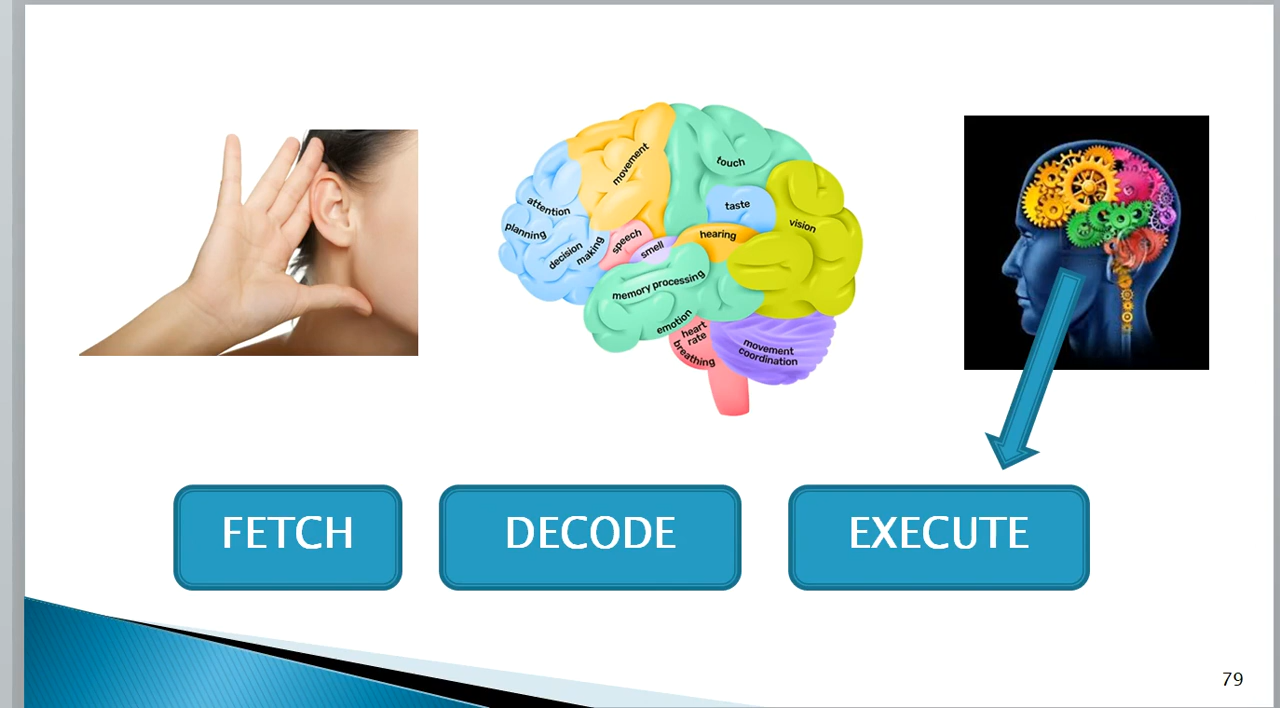 movement
touch
attention
planning
decision
making
speech
smell
taste
hearing
vision
memory processing
emotion
heart
rate
breathing
movement
coordination
FETCH
DECODE
EXECUTE
79